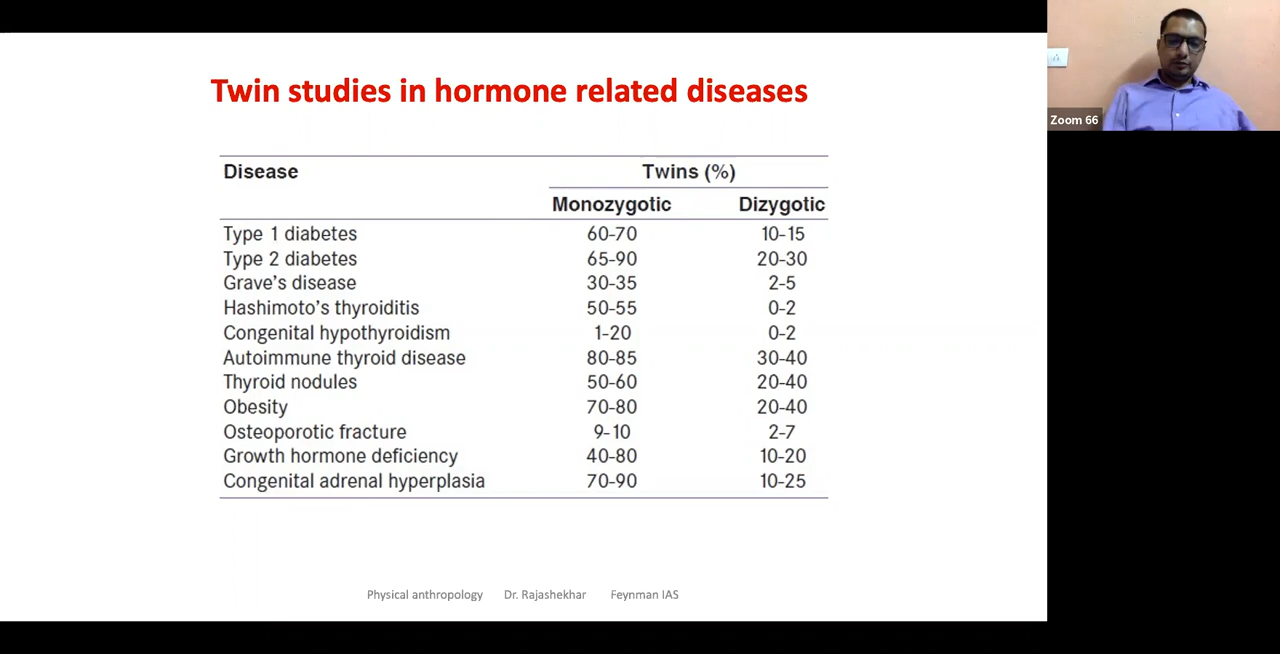 Twin studies in hormone related diseases
Zoom 66
Disease Twins (%)
Monozygotic Dizygotic
Type 1 diabetes 60-70 10-15
Type 2 diabetes 65-90 20-30
Grave's disease 30-35 2-5
Hashimoto's thyroiditis 50-55 0-2
Congenital hypothyroidism 1-20 0-2
Autoimmune thyroid disease 80-85 30-40
Thyroid nodules 50-60 20-40
Obesity 70-80 20-40
Osteoporotic fracture 9-10 2-7
Growth hormone deficiency 40-80 10-20
Congenital adrenal hyperplasia 70-90 10-25
Physical anthropology Dr. Rajashekhar Feynman IAS